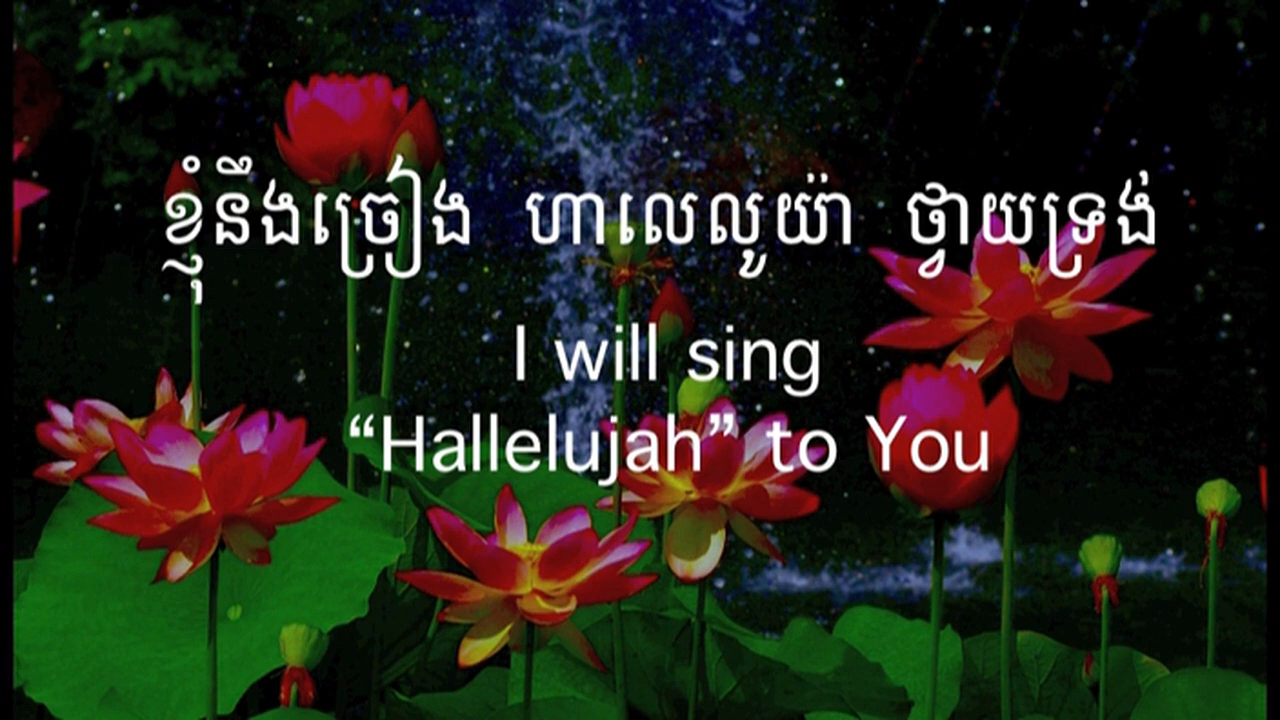 ខ្ញុំនឹងច្រៀង ហាលេលូយ៉ា ថ្វាយទ្រង់
I will sing
“Hallelujah” to You